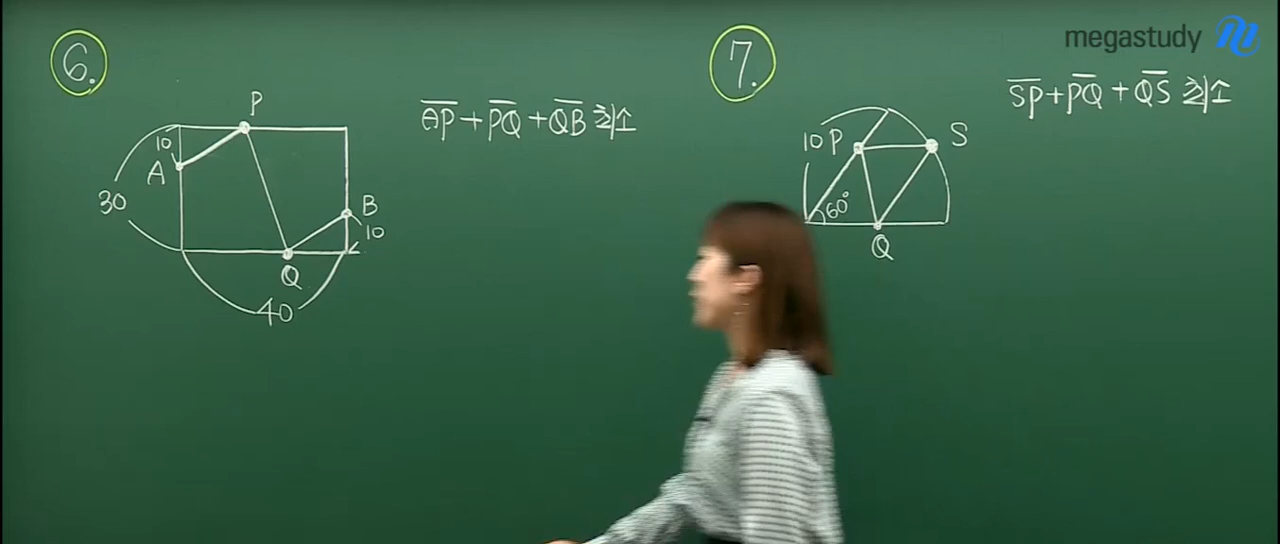 megastudy
6.
P
10
A
30
B
10
Q
40
AP + PQ + QB 최소
7.
SP + PQ + QS 최소
10
P
S
60°
Q